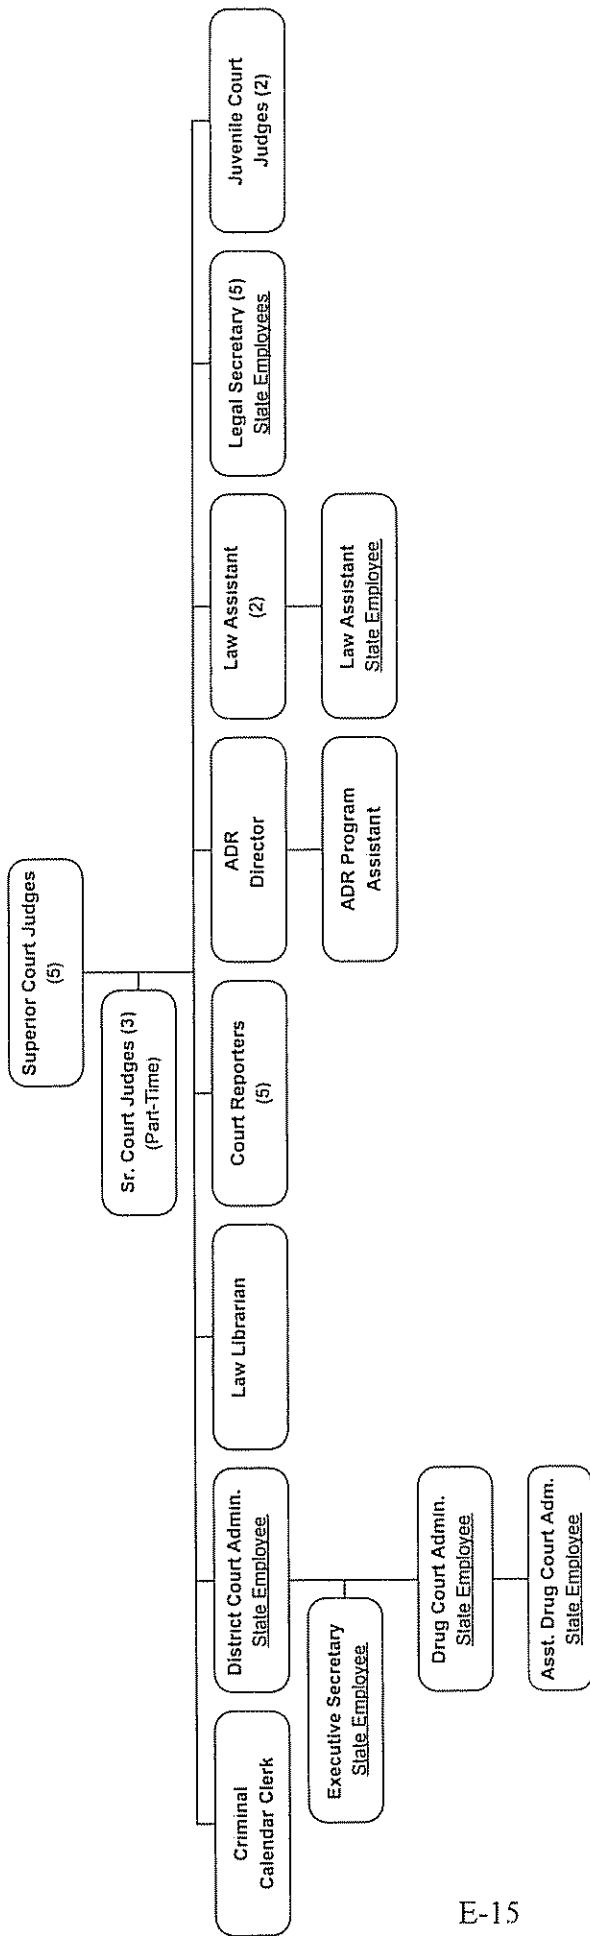 Superior Court Judges
(5)
Sr. Court Judges (3)
(Part-Time)
Criminal
Calendar Clerk
District Court Admin.
State Employee
Law Librarian
Court Reporters
(5)
ADR
Director
Law Assistant
(2)
Legal Secretary (5)
State Employees
Juvenile Court
Judges (2)
Executive Secretary
State Employee
ADR Program
Assistant
Law Assistant
State Employee
Drug Court Admin.
State Employee
Asst. Drug Court Adm.
State Employee
E-15